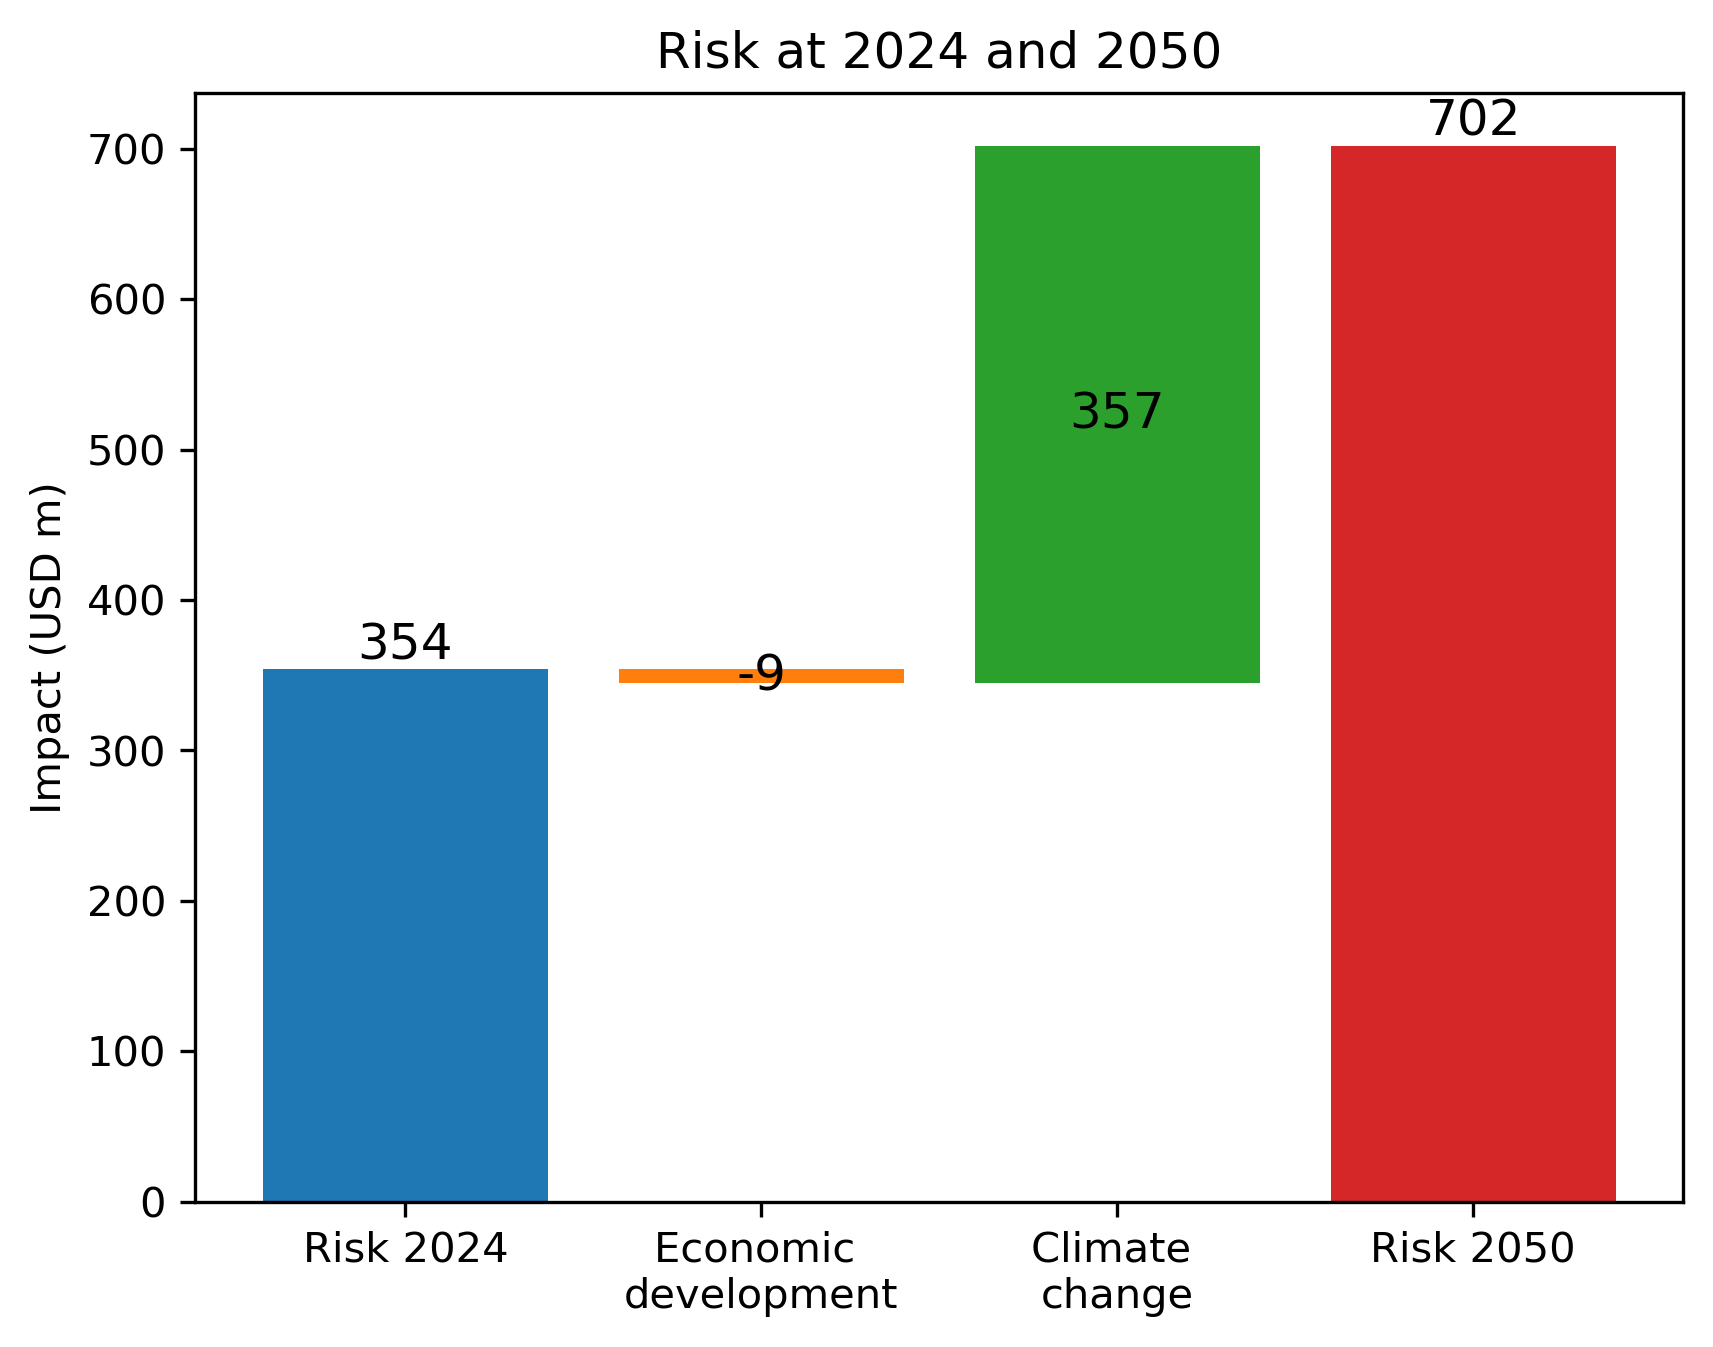 Risk at 2024 and 2050
702
700
600
500
400
300
200
100
0
Impact (USD m)
354
-9
357
Risk 2024
Economic
development
Climate
change
Risk 2050